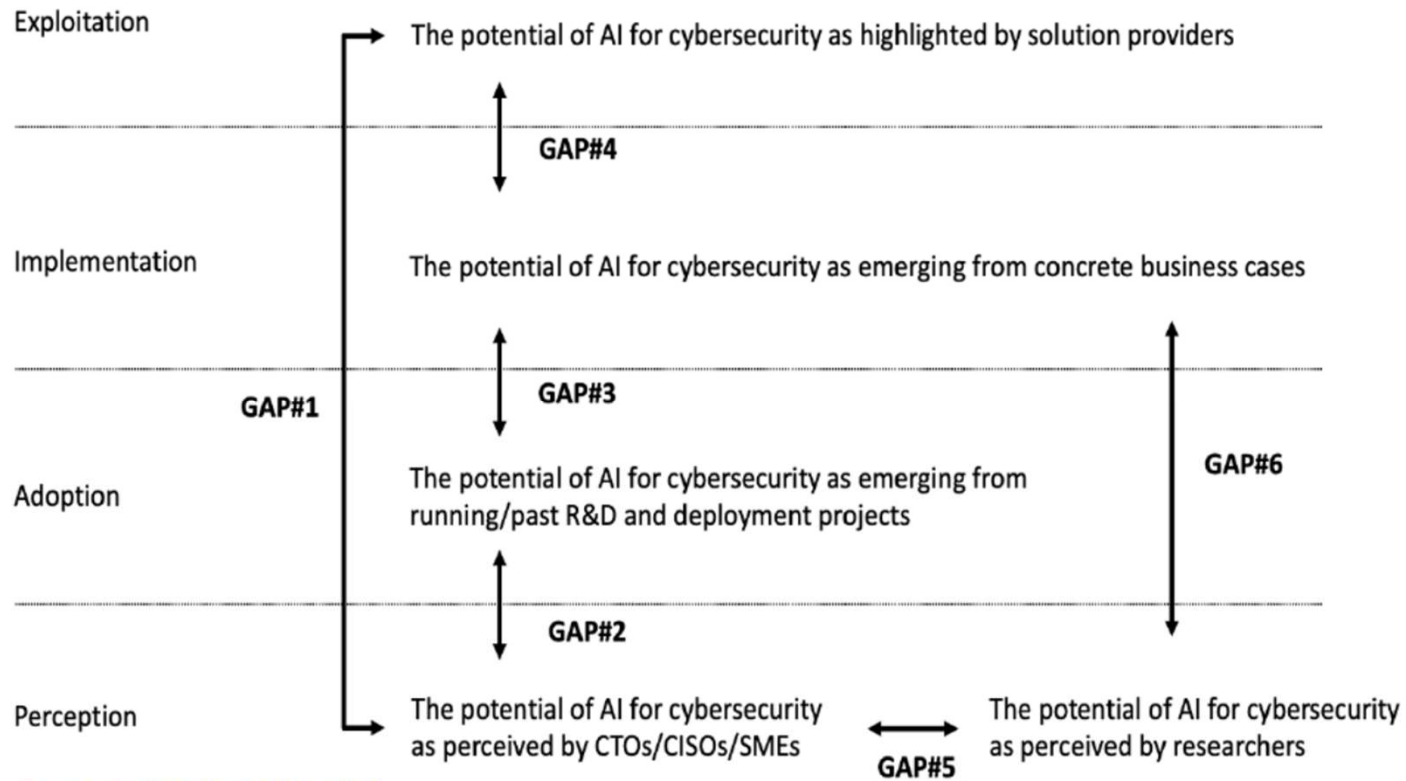 Exploitation
The potential of AI for cybersecurity as highlighted by solution providers
GAP#4
Implementation
The potential of AI for cybersecurity as emerging from concrete business cases
GAP#3
GAP#1
GAP#6
Adoption
The potential of AI for cybersecurity as emerging from
running/past R&D and deployment projects
GAP#2
Perception
The potential of AI for cybersecurity
as perceived by CTOs/CISOs/SMEs
GAP#5
The potential of AI for cybersecurity
as perceived by researchers